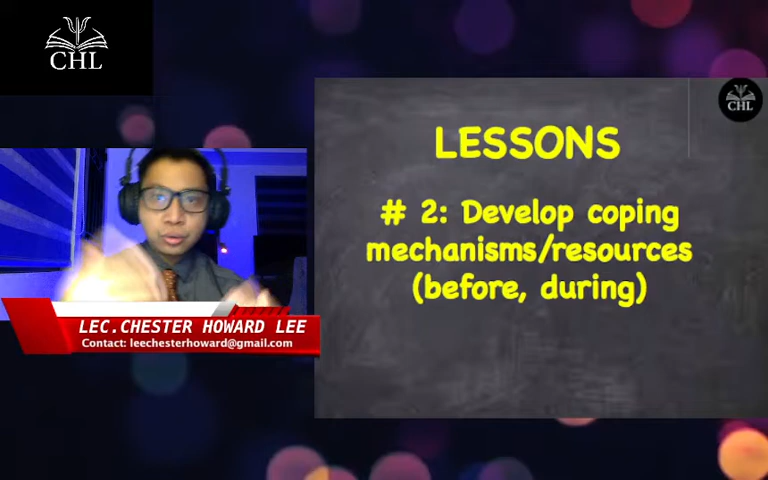 CHL
CHL
LESSONS
# 2: Develop coping
mechanisms/resources
(before, during)
LEC.CHESTER HOWARD LEE
Contact: leechesterhoward@gmail.com